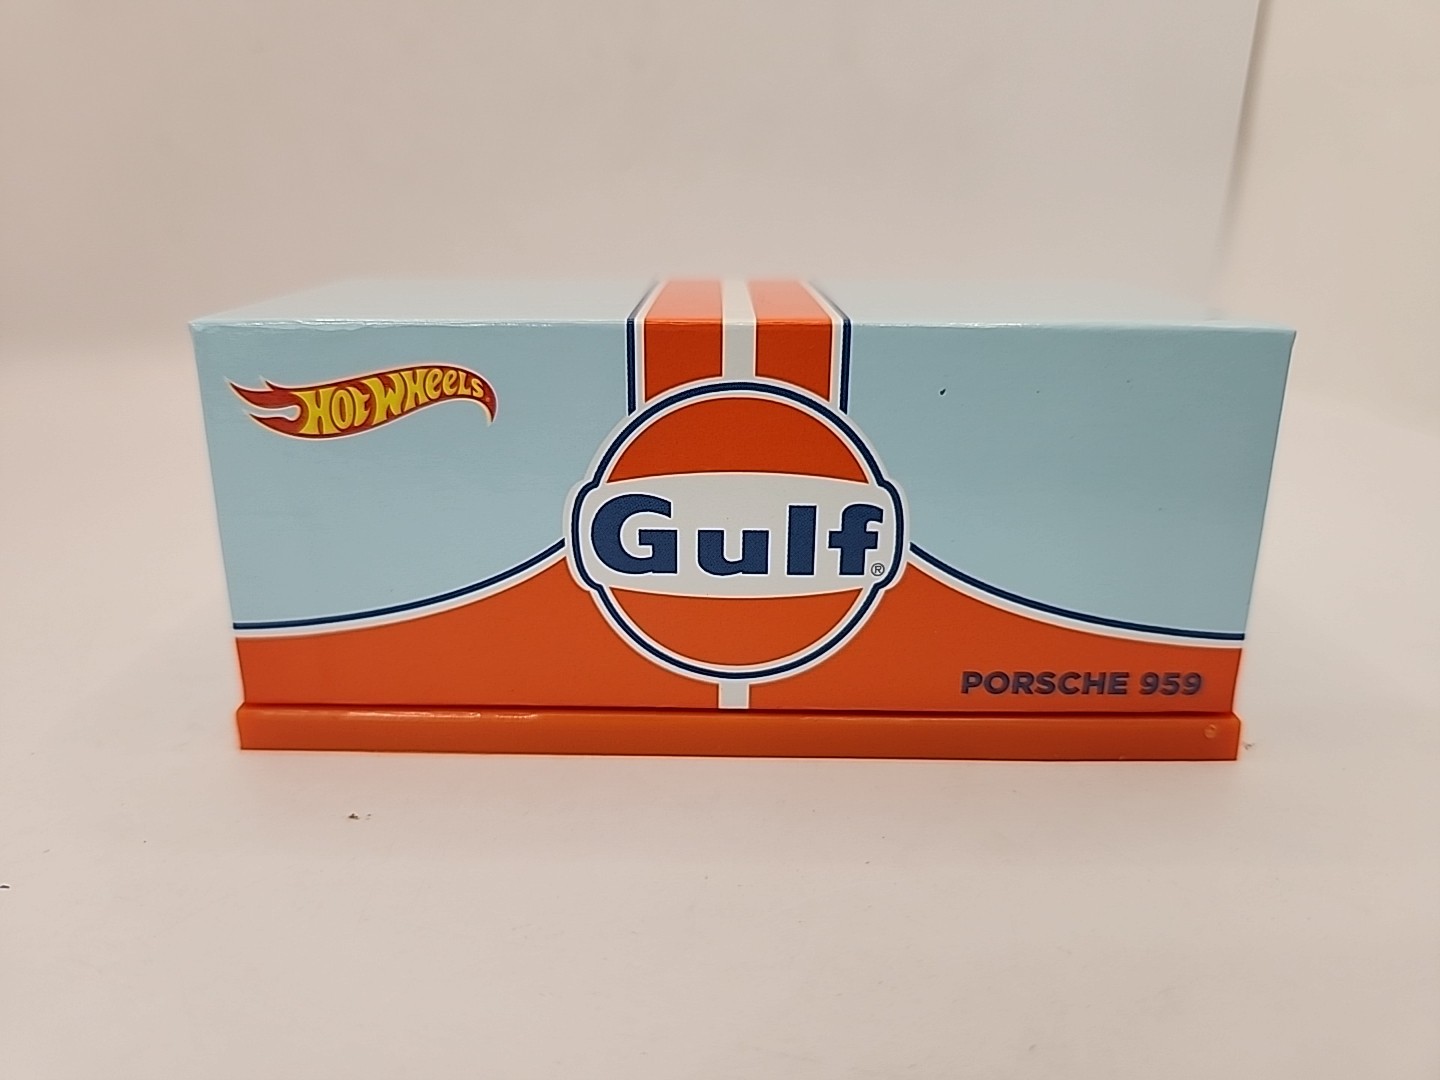 HOT WHEELS
Gulf®
PORSCHE 959